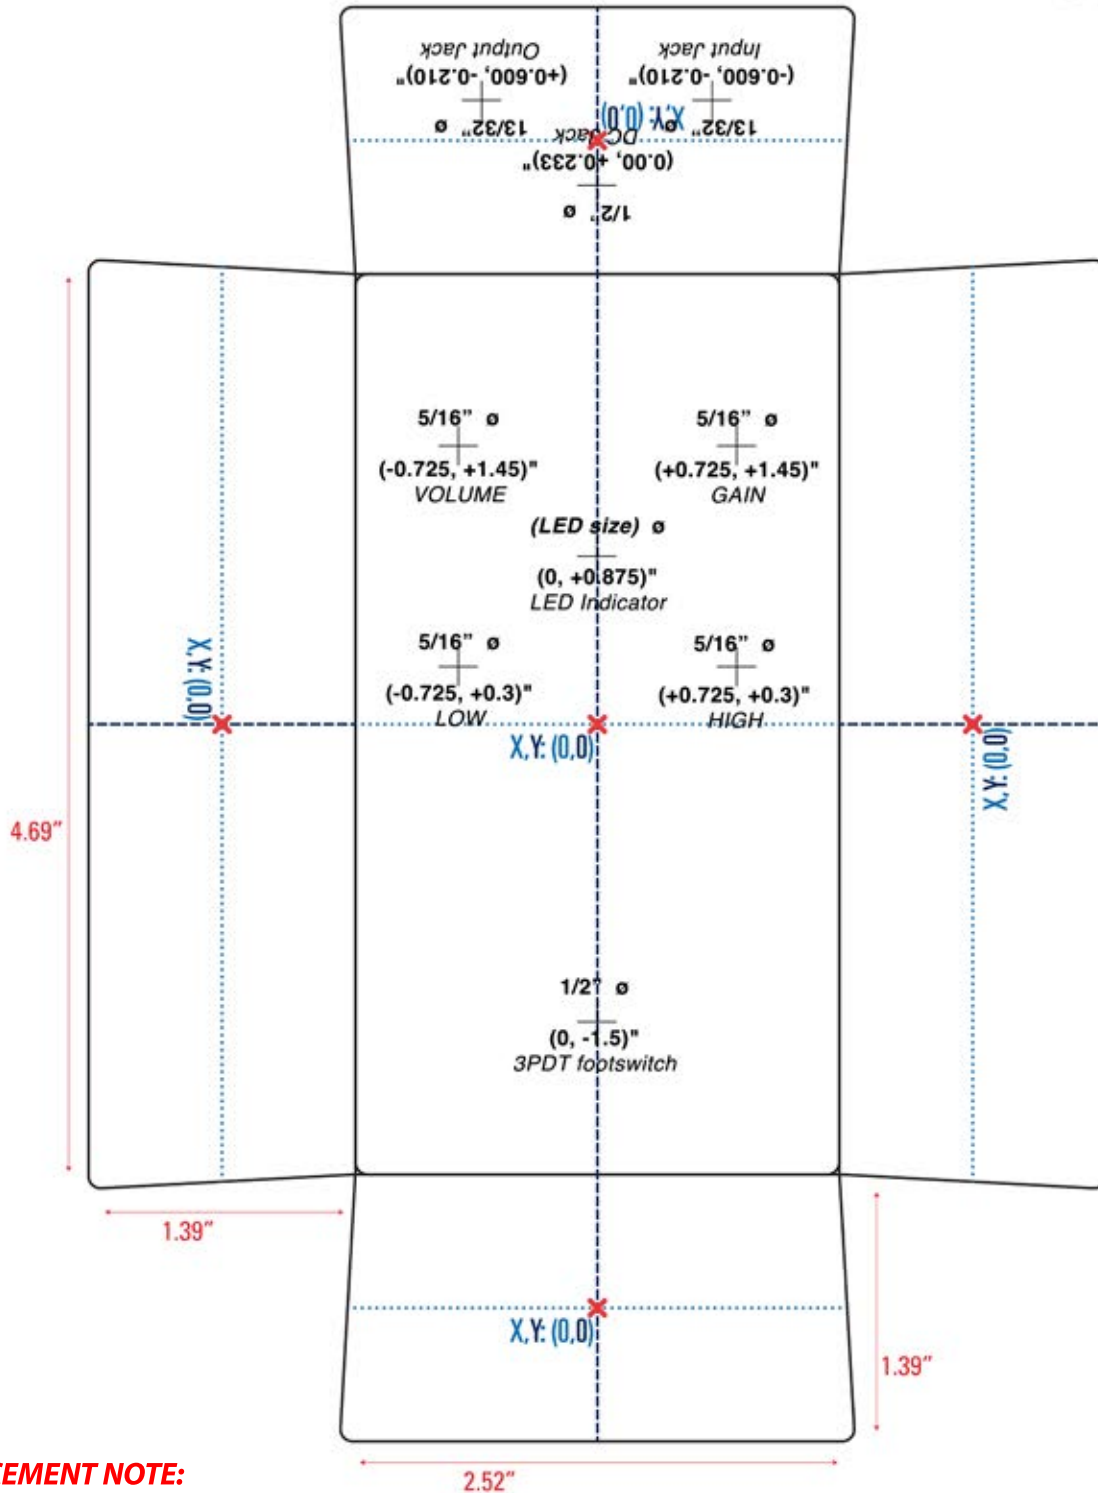 Output Jack
(+0.600, -0.210)"
13/32" ø
Input Jack
(-0.600, -0.210)"
13/32" ø
X,Y: (0,0)
DC Jack
(0.00, +0.233)"
1/2" ø
5/16” ø
(-0.725, +1.45)"
VOLUME
5/16” ø
(+0.725, +1.45)"
GAIN
(LED size) ø
(0, +0.875)"
LED Indicator
5/16” ø
(-0.725, +0.3)"
LOW
5/16” ø
(+0.725, +0.3)"
HIGH
X,Y: (0,0)
X,Y: (0,0)
X,Y: (0,0)
4.69”
1/2” ø
(0, -1.5)"
3PDT footswitch
1.39”
X,Y: (0,0)
1.39”
2.52”
TEMENT NOTE: